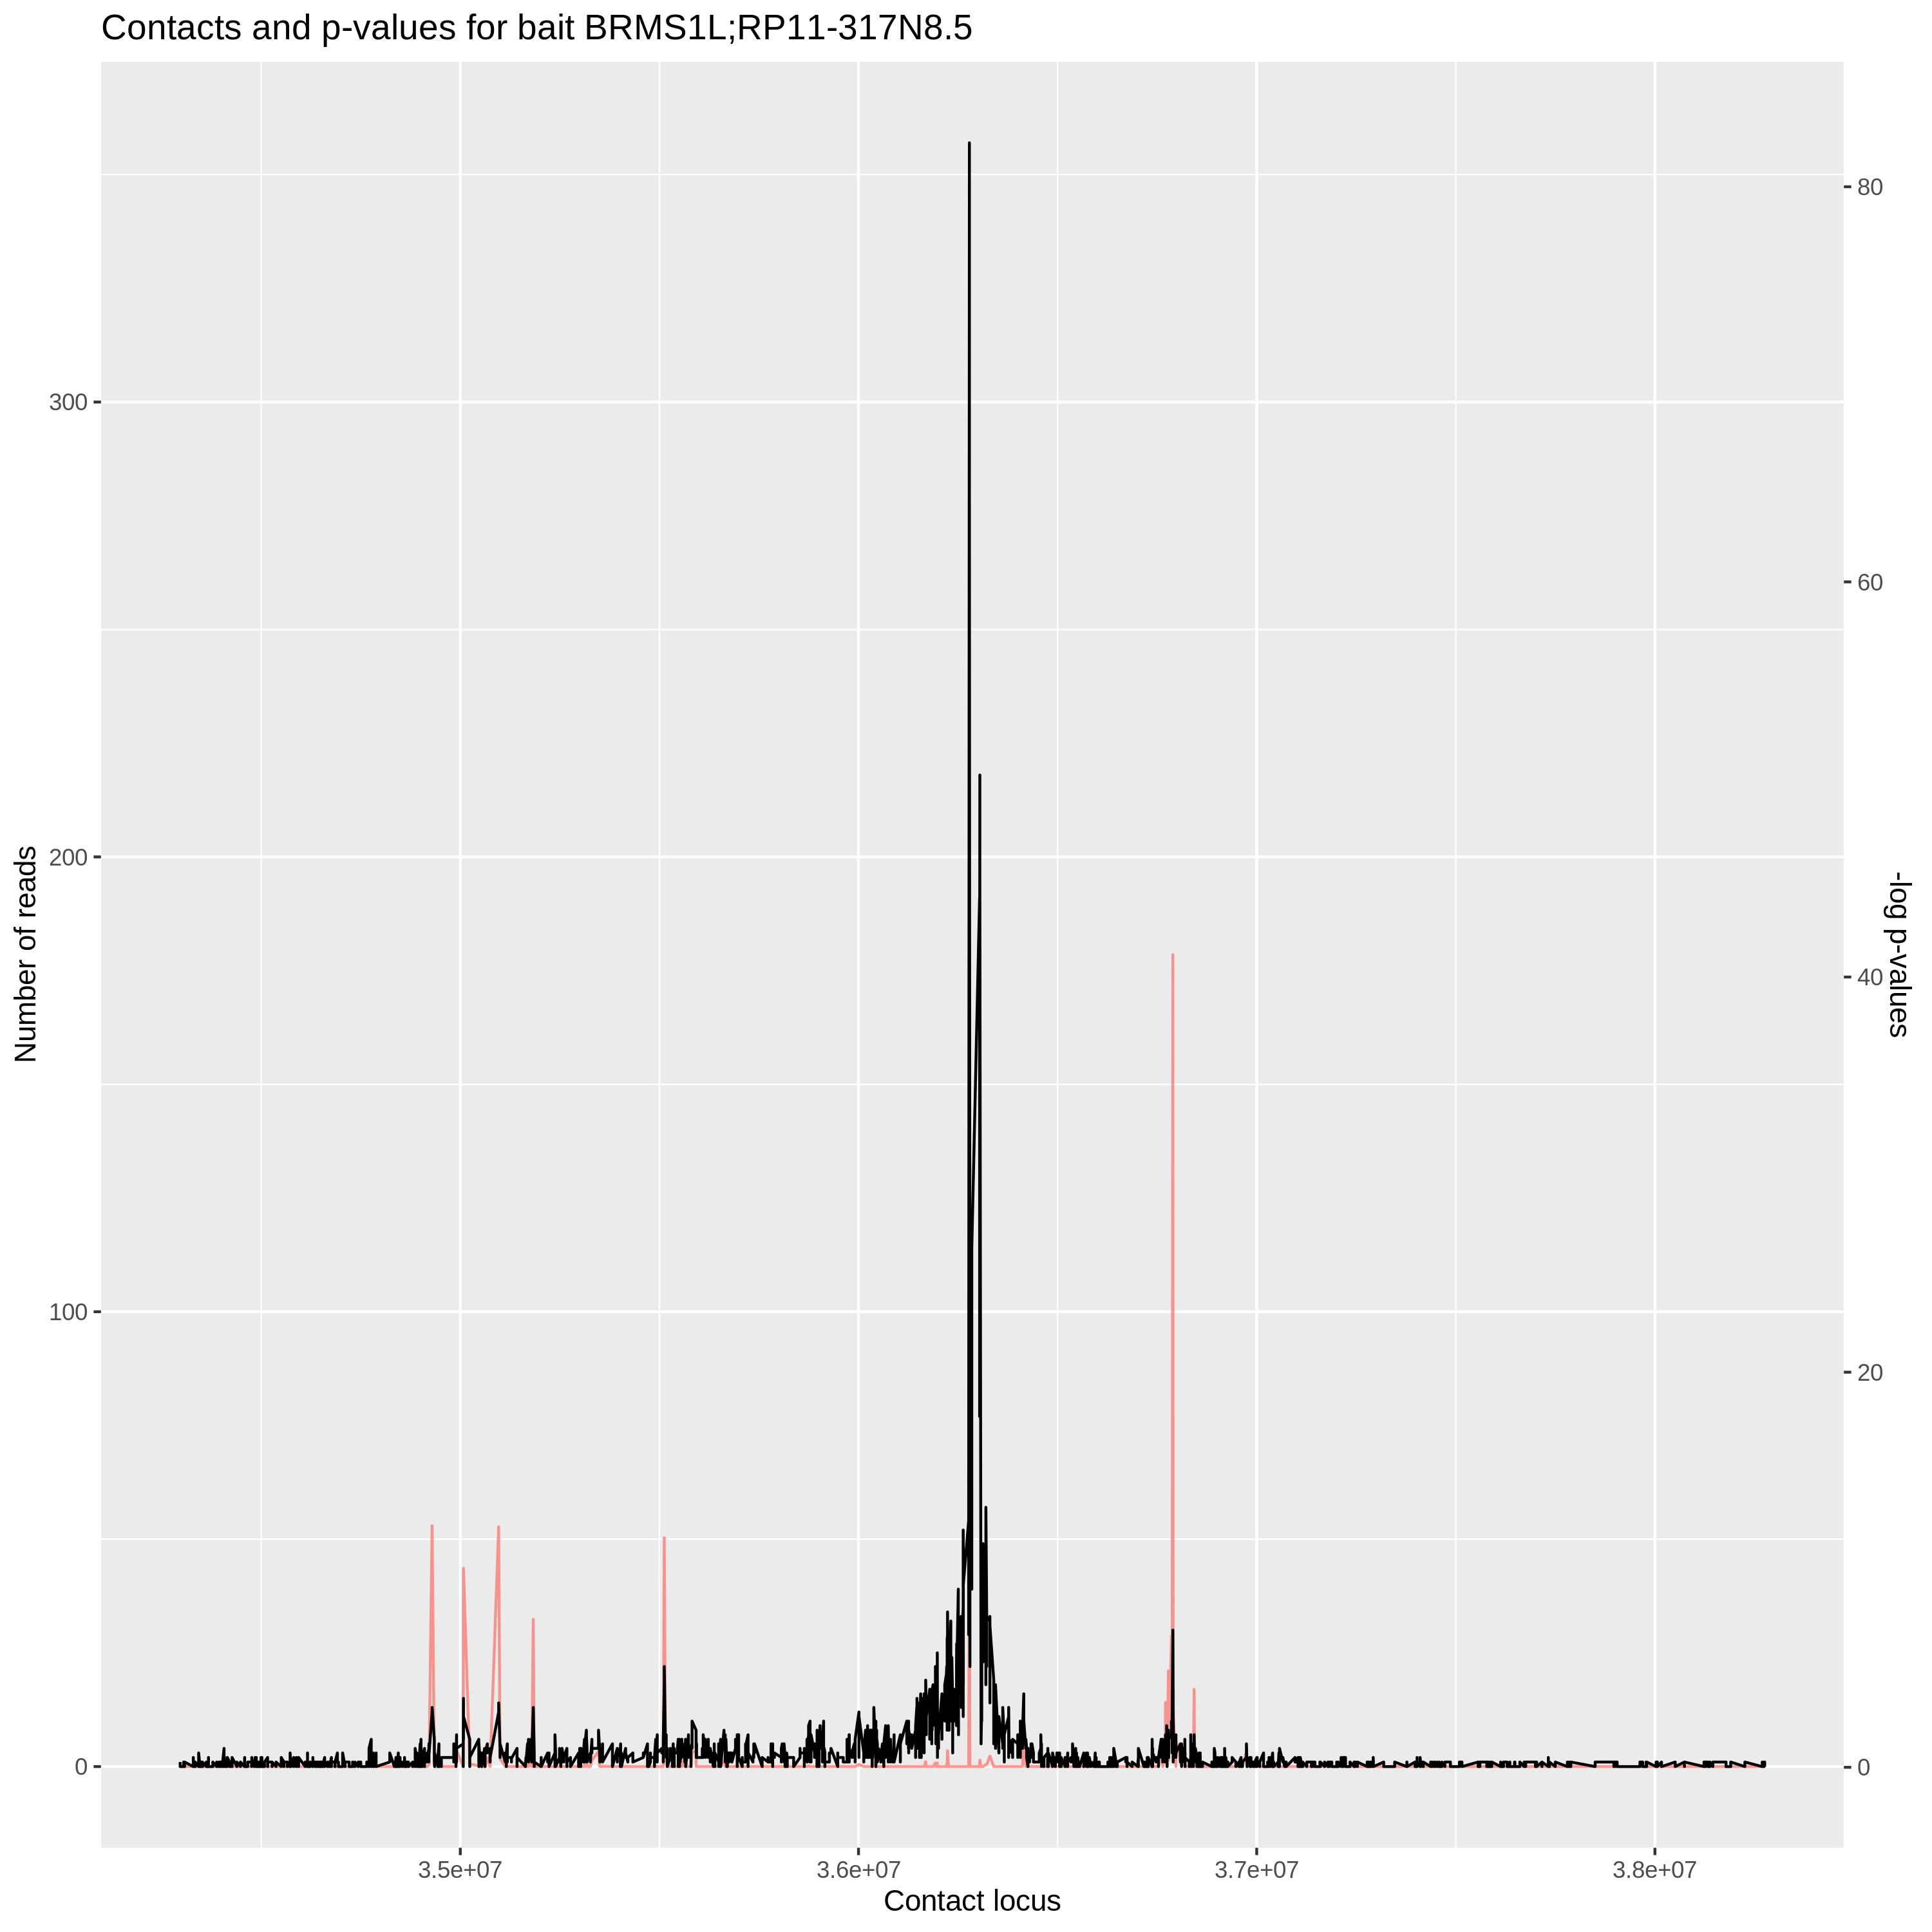 Contacts and p-values for bait BRMS1L;RP11-317N8.5
300
200
100
0
Number of reads
80
60
40
20
0
-log p-values
3.5e+07
3.6e+07
3.7e+07
3.8e+07
Contact locus